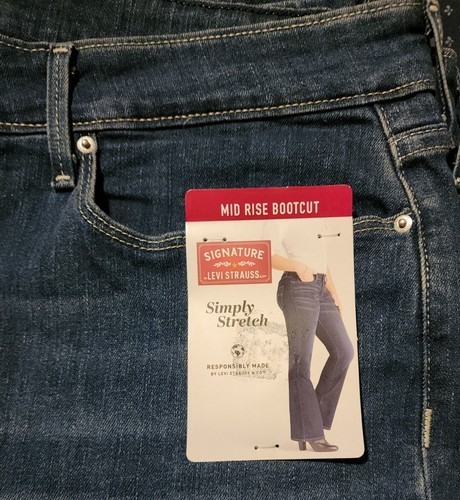 MID RISE BOOTCUT
SIGNATURE
BY LEVI STRAUSS & CO.
Simply
Stretch
RESPONSIBLY MADE
BY LEVI STRAUSS & CO.